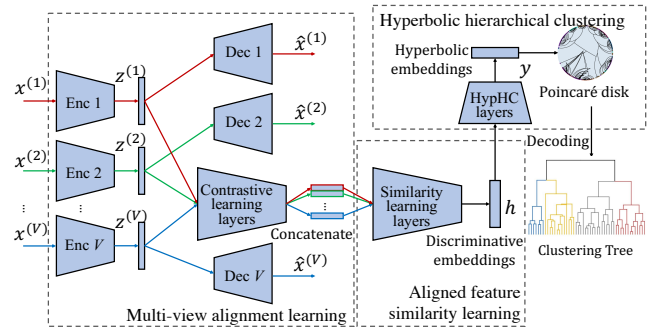 Hyperbolic hierarchical clustering
x^(1)
Enc 1
z^(1)
Dec 1
x̂^(1)
Hyperbolic
embeddings
y
HypHC
layers
Poincaré disk
x^(2)
Enc 2
z^(2)
Dec 2
x̂^(2)
Decoding
...
Contrastive
learning
layers
...
Concatenate
Similarity
learning
layers
h
Discriminative
embeddings
Clustering Tree
x^(V)
Enc V
z^(V)
Dec V
x̂^(V)
Multi-view alignment learning
Aligned feature
similarity learning